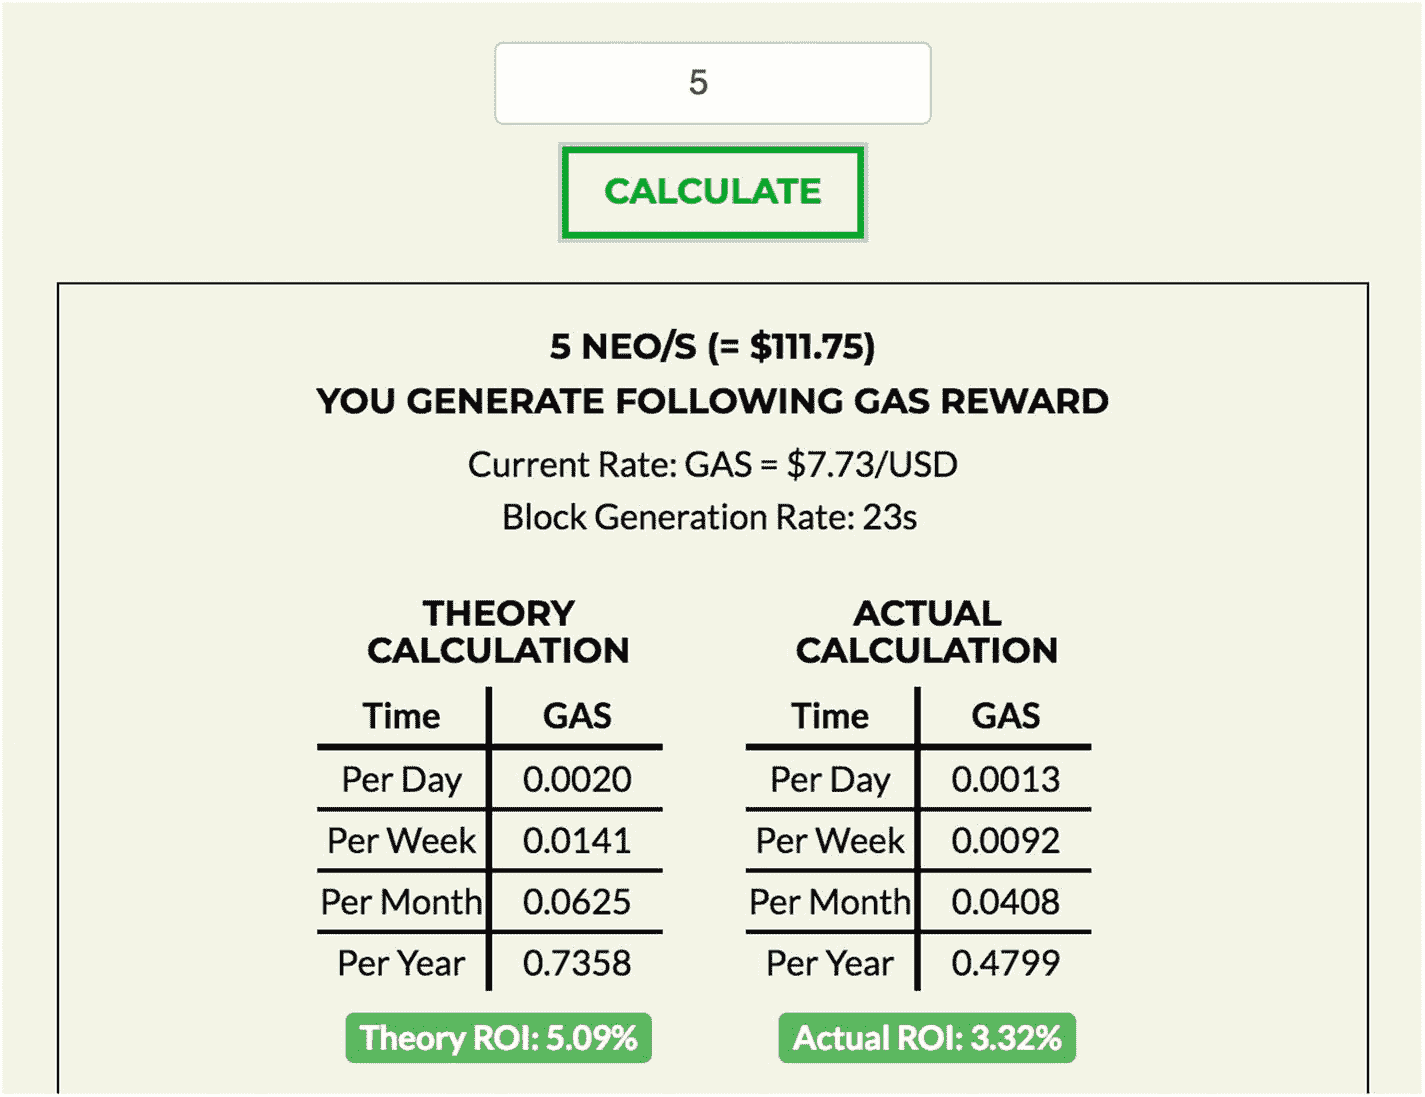 5
CALCULATE
5 NEO/S (= $111.75)
YOU GENERATE FOLLOWING GAS REWARD
Current Rate: GAS = $7.73/USD
Block Generation Rate: 23s
THEORY
CALCULATION
Time GAS
Per Day 0.0020
Per Week 0.0141
Per Month 0.0625
Per Year 0.7358
Theory ROI: 5.09%
ACTUAL
CALCULATION
Time GAS
Per Day 0.0013
Per Week 0.0092
Per Month 0.0408
Per Year 0.4799
Actual ROI: 3.32%